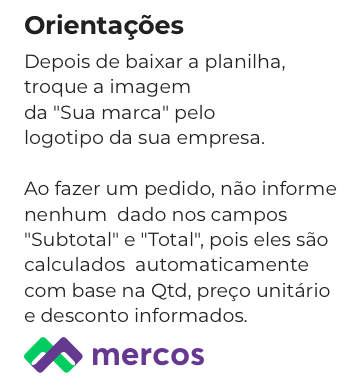 Orientações
Depois de baixar a planilha,
troque a imagem
da "Sua marca" pelo
logotipo da sua empresa.
Ao fazer um pedido, não informe
nenhum  dado nos campos
"Subtotal" e "Total", pois eles são
calculados  automaticamente
com base na Qtd, preço unitário
e desconto informados.
mercos